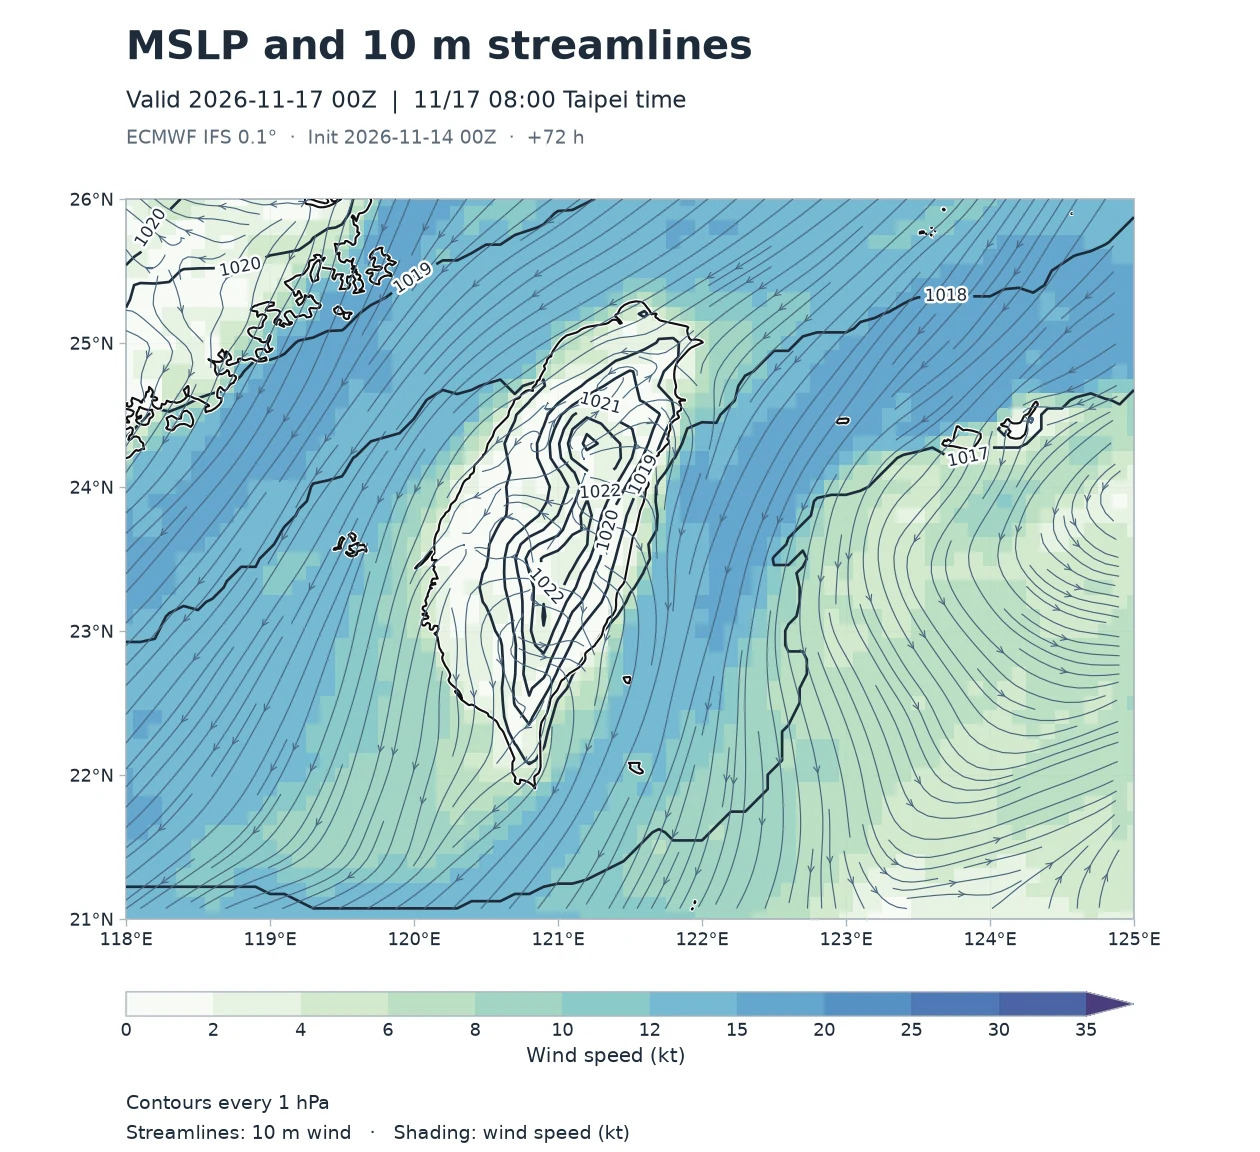 MSLP and 10 m streamlines
Valid 2026-11-17 00Z | 11/17 08:00 Taipei time
ECMWF IFS 0.1° · Init 2026-11-14 00Z · +72 h
26°N
25°N
24°N
23°N
22°N
21°N
1020
1020
1019
1018
1021
1019
1017
1022
1020
1022
118°E 119°E 120°E 121°E 122°E 123°E 124°E 125°E
0 2 4 6 8 10 12 15 20 25 30 35
Wind speed (kt)
Contours every 1 hPa
Streamlines: 10 m wind · Shading: wind speed (kt)